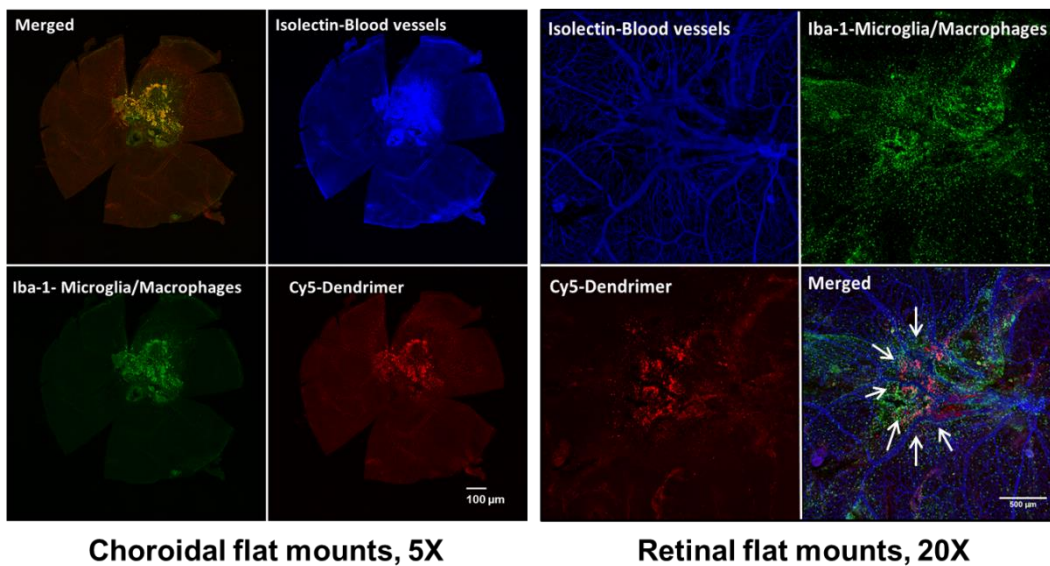 Merged
Isolectin-Blood vessels
Iba-1- Microglia/Macrophages
Cy5-Dendrimer
100 µm
Choroidal flat mounts, 5X
Isolectin-Blood vessels
Iba-1-Microglia/Macrophages
Cy5-Dendrimer
Merged
500 µm
Retinal flat mounts, 20X